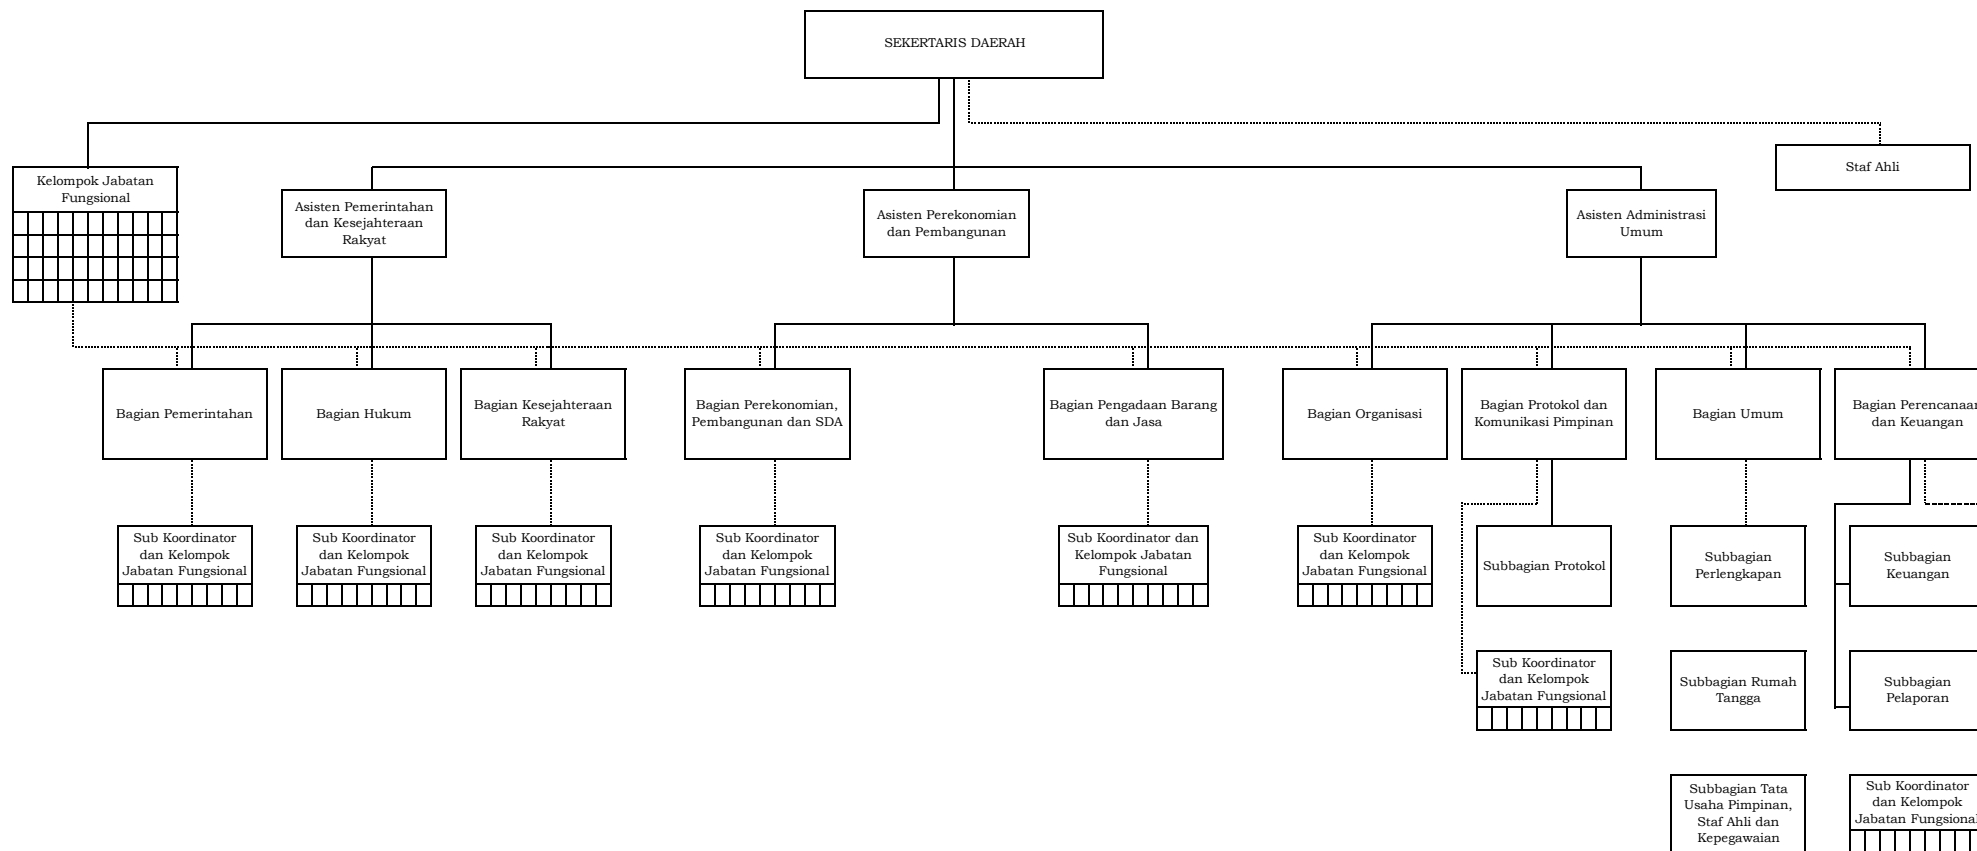 SEKERTARIS DAERAH
Staf Ahli
Kelompok Jabatan
Fungsional
Asisten Pemerintahan
dan Kesejahteraan
Rakyat
Asisten Perekonomian
dan Pembangunan
Asisten Administrasi
Umum
Bagian Pemerintahan
Bagian Hukum
Bagian Kesejahteraan
Rakyat
Bagian Perekonomian,
Pembangunan dan SDA
Bagian Pengadaan Barang
dan Jasa
Bagian Organisasi
Bagian Protokol dan
Komunikasi Pimpinan
Bagian Umum
Bagian Perencanaan
dan Keuangan
Sub Koordinator
dan Kelompok
Jabatan Fungsional
Sub Koordinator
dan Kelompok
Jabatan Fungsional
Sub Koordinator
dan Kelompok
Jabatan Fungsional
Sub Koordinator
dan Kelompok
Jabatan Fungsional
Sub Koordinator dan
Kelompok Jabatan
Fungsional
Sub Koordinator
dan Kelompok
Jabatan Fungsional
Subbagian Protokol
Subbagian
Perlengkapan
Subbagian
Keuangan
Sub Koordinator
dan Kelompok
Jabatan Fungsional
Subbagian Rumah
Tangga
Subbagian
Pelaporan
Subbagian Tata
Usaha Pimpinan,
Staf Ahli dan
Kepegawaian
Sub Koordinator
dan Kelompok
Jabatan Fungsional